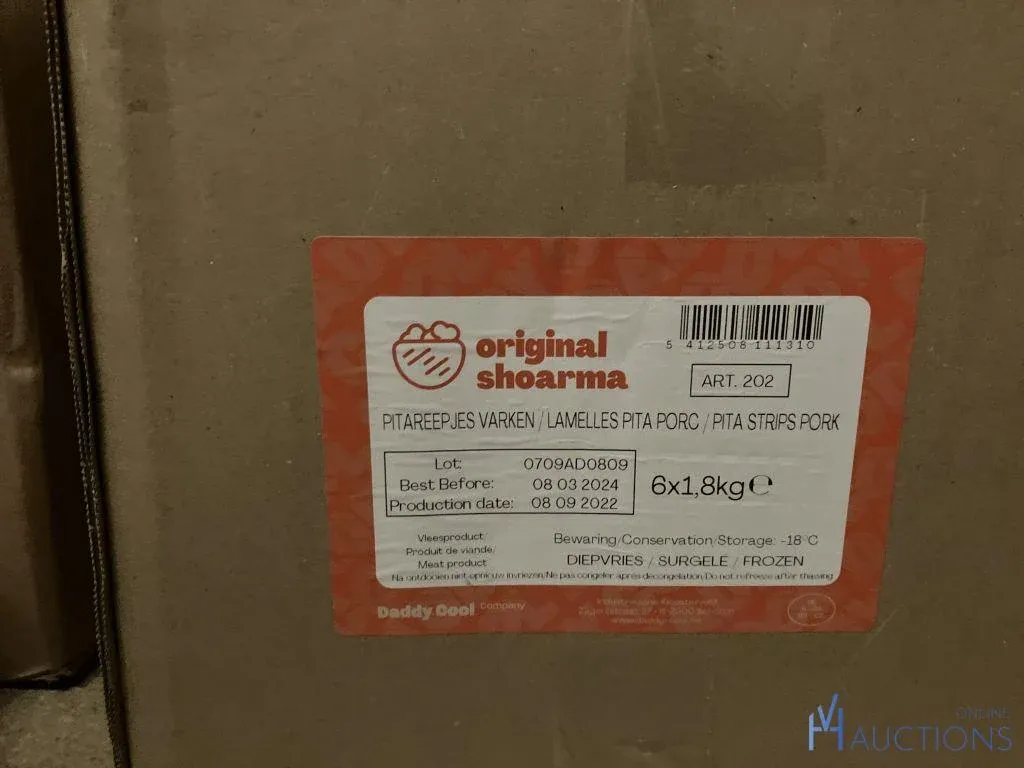 original
shoarma
5 412508 111310
ART. 202
PITAREEPJES VARKEN / LAMELLES PITA PORC / PITA STRIPS PORK
Lot: 0709AD0809
Best Before: 08 03 2024
Production date: 08 09 2022
6x1,8kg℮
Vleesproduct/
Produit de viande/
Meat product
Bewaring/Conservation/Storage: -18°C
DIEPVRIES / SURGELÉ / FROZEN
Na ontdooien niet opnieuw invriezen/Ne pas congeler après decongelation/Do not refreeze after thawing
Daddy Cool Company
ONLINE
AUCTIONS